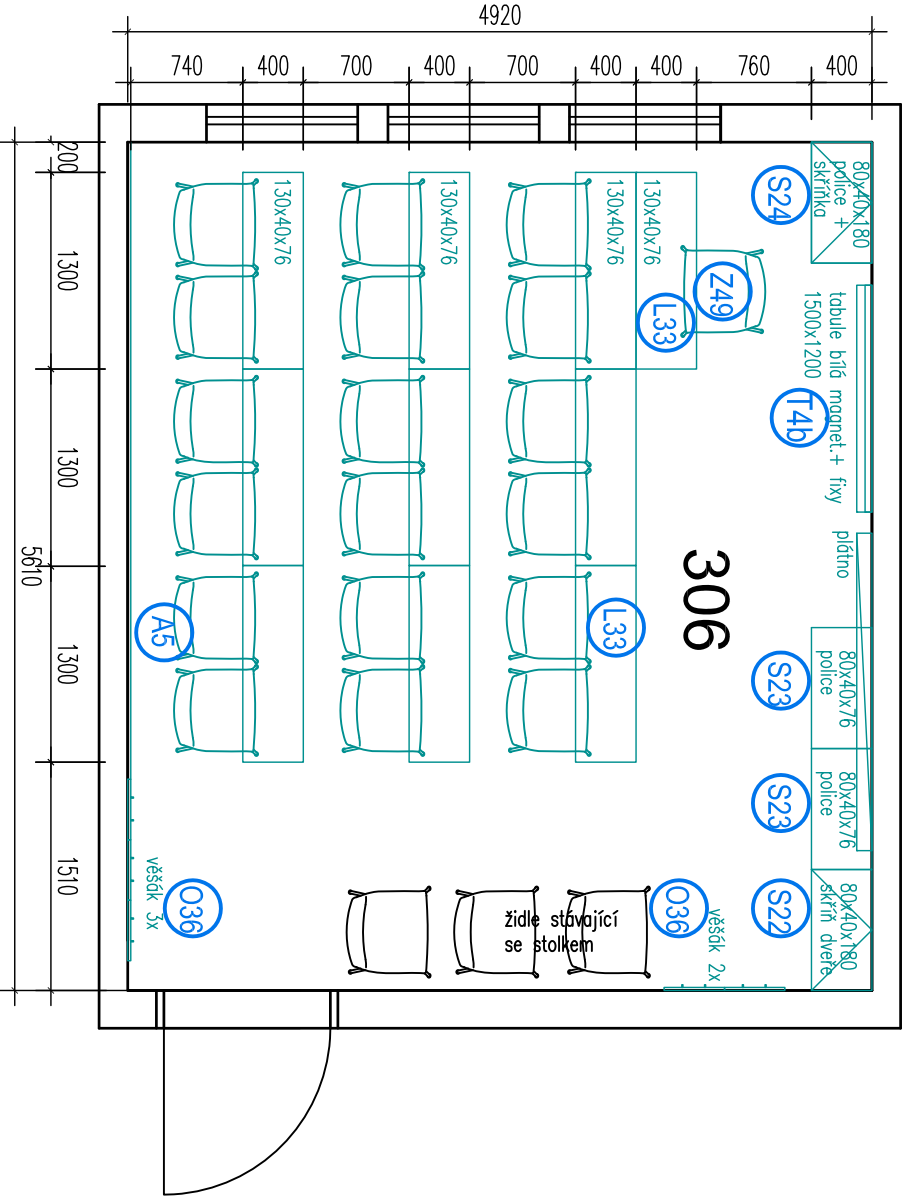 4920
740
400
700
400
700
400
400
760
400
200
1300
1300
1300
1510
5610
130x40x76
130x40x76
130x40x76
130x40x76
80x40x180
police +
skříňka
S24
Z49
L33
tabule bílá magnet.+ fixy
1500x1200
T4b
plátno
306
L33
A5
80x40x76
police
S23
80x40x76
police
S23
80x40x180
skříň dveře
S22
věšák 3x
O36
židle stávající
se stolkem
O36
věšák 2x